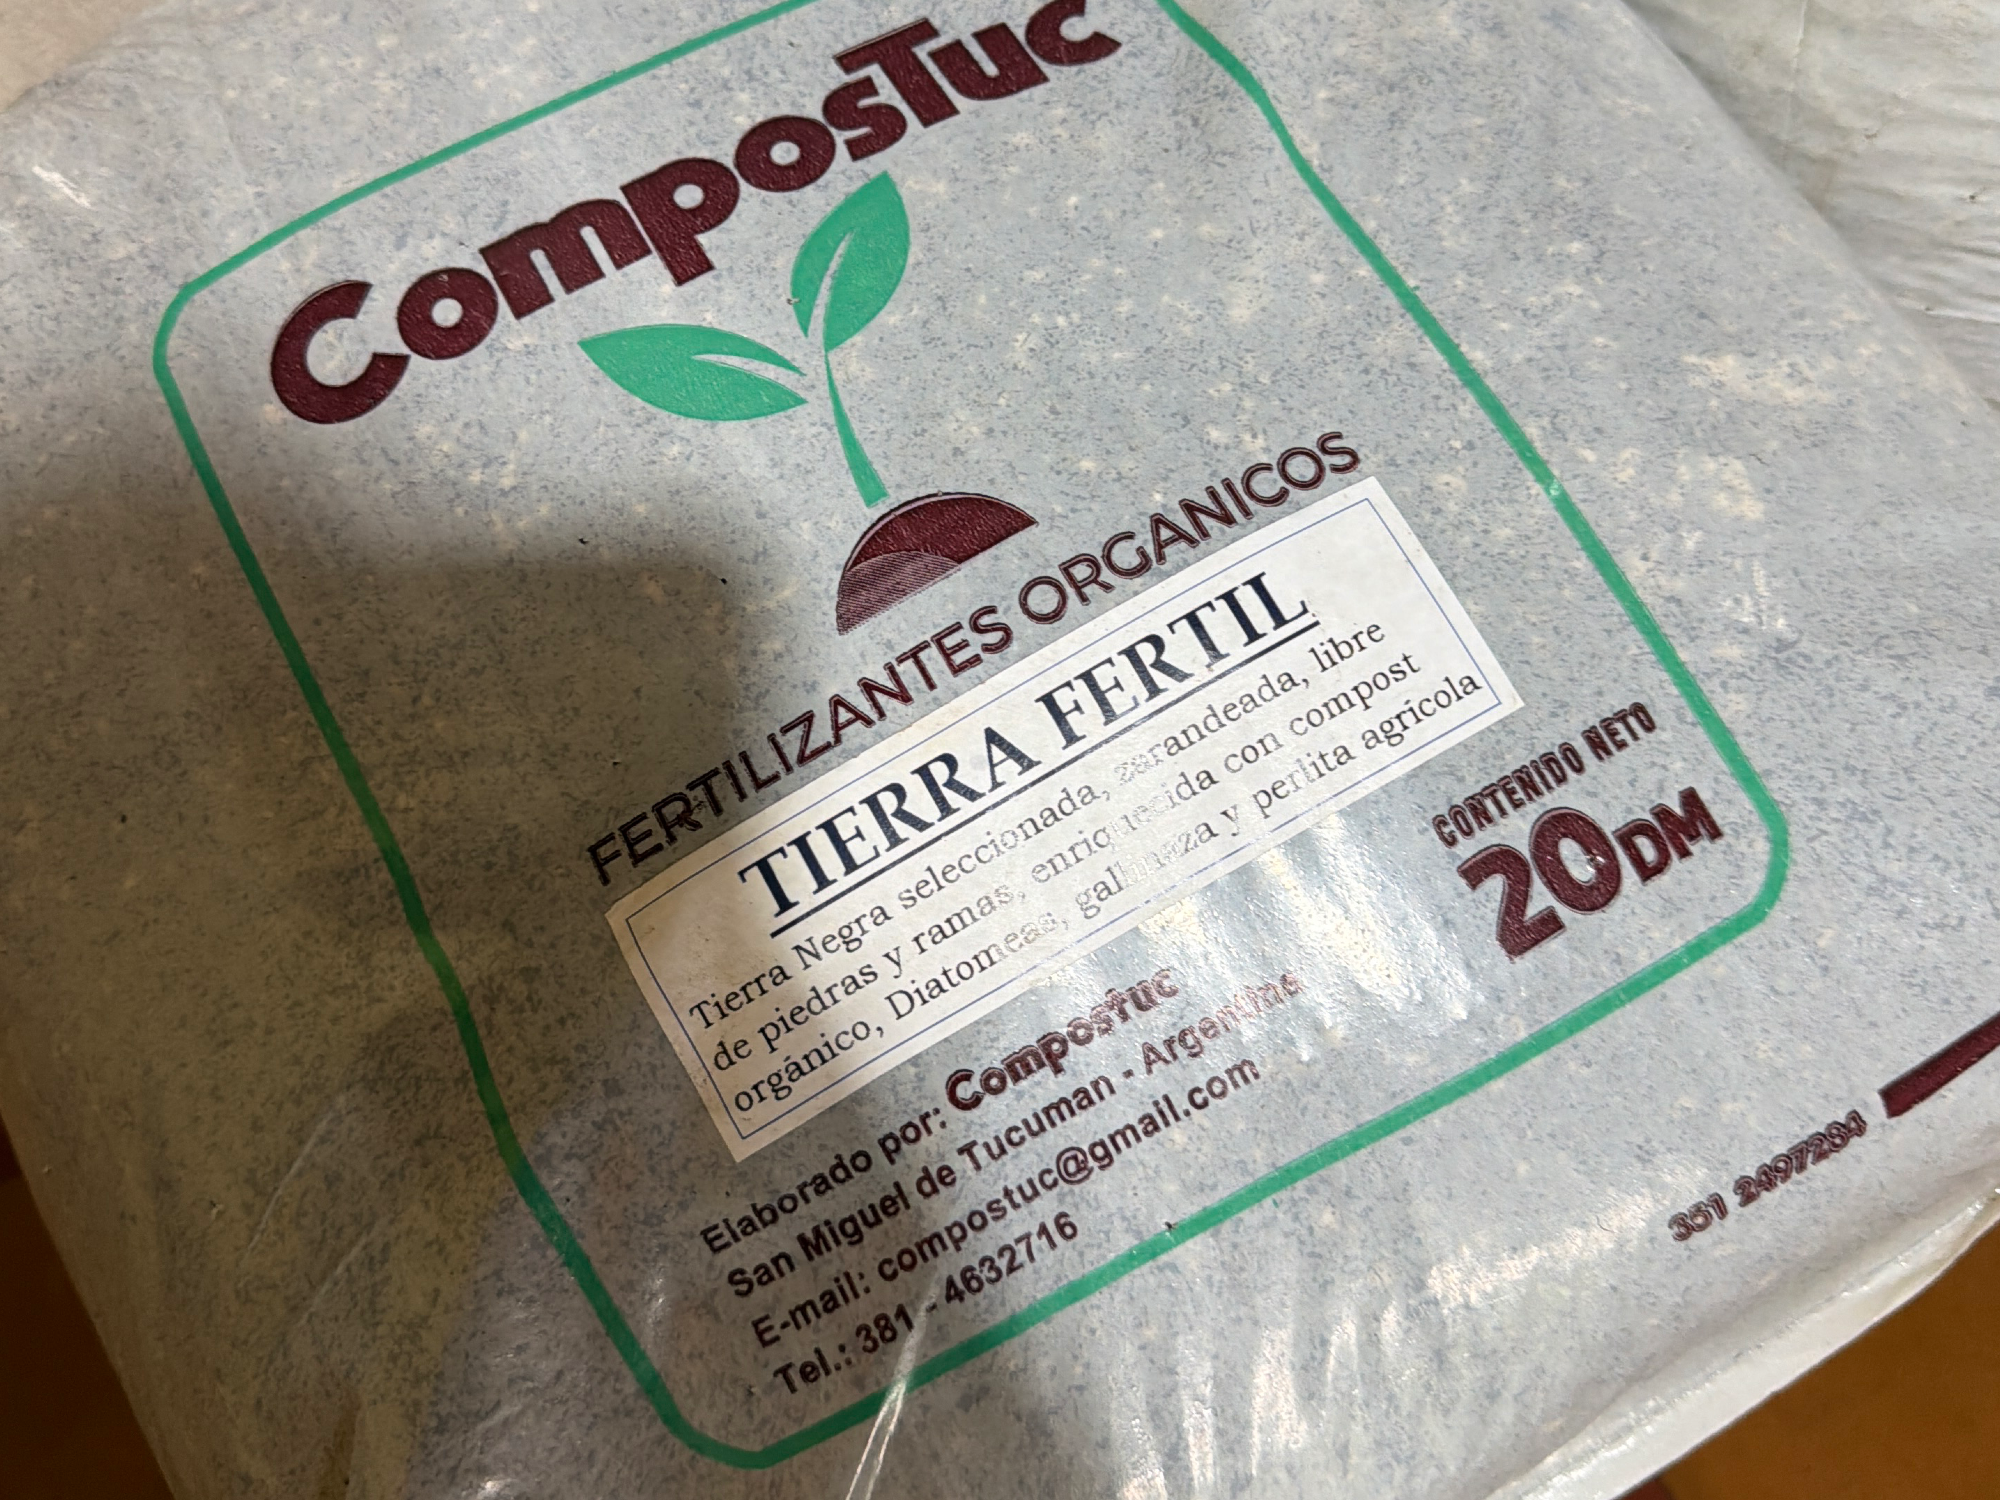 ComposTuc
FERTILIZANTES ORGANICOS
TIERRA FERTIL
Tierra Negra seleccionada, zarandeada, libre
de piedras y ramas, enriquecida con compost
orgánico, Diatomeas, gallinaza y perlita agricola
CONTENIDO NETO
20DM
Elaborado por: Compostuc
San Miguel de Tucuman - Argentina
E-mail: compostuc@gmail.com
Tel.: 381 - 4632716
351 2497284